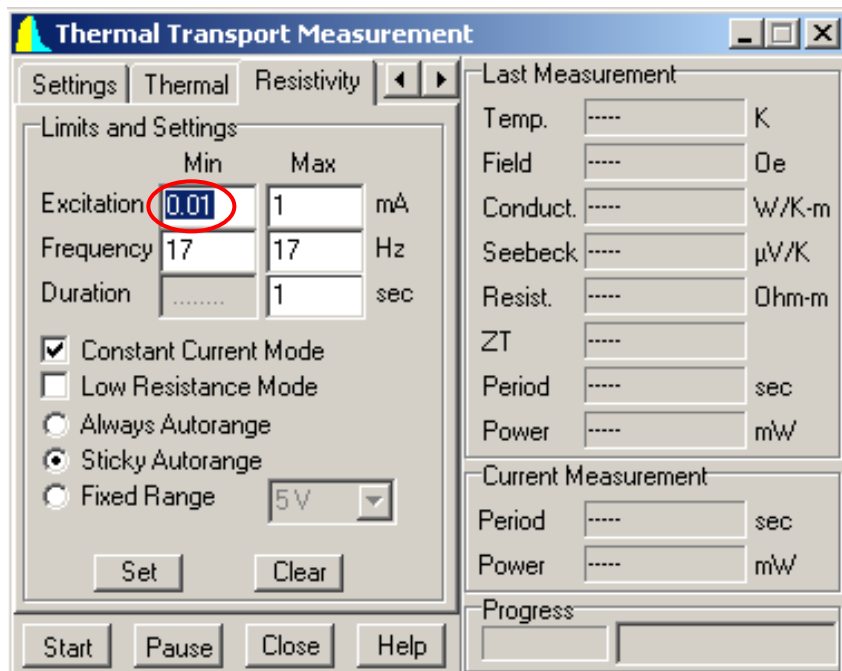 Thermal Transport Measurement
Settings Thermal Resistivity
Limits and Settings
Min Max
Excitation 0.01 1 mA
Frequency 17 17 Hz
Duration ........ 1 sec
Constant Current Mode
Low Resistance Mode
Always Autorange
Sticky Autorange
Fixed Range 5 V
Set Clear
Start Pause Close Help
Last Measurement
Temp. ----- K
Field ----- Oe
Conduct. ----- W/K-m
Seebeck ----- µV/K
Resist. ----- Ohm-m
ZT -----
Period ----- sec
Power ----- mW
Current Measurement
Period ----- sec
Power ----- mW
Progress